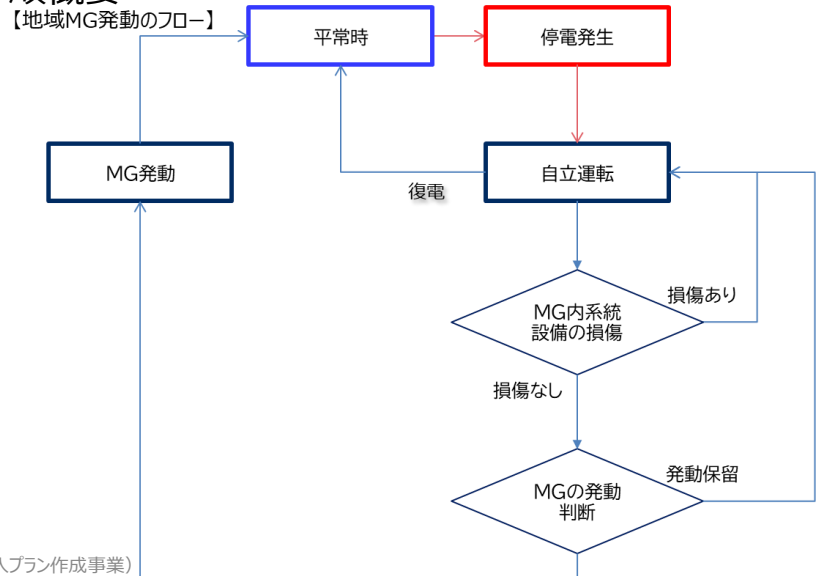 【地域MG発動のフロー】
平常時
停電発生
MG発動
自立運転
復電
MG内系統
設備の損傷
損傷あり
損傷なし
MGの発動
判断
発動保留
プラン作成事業）